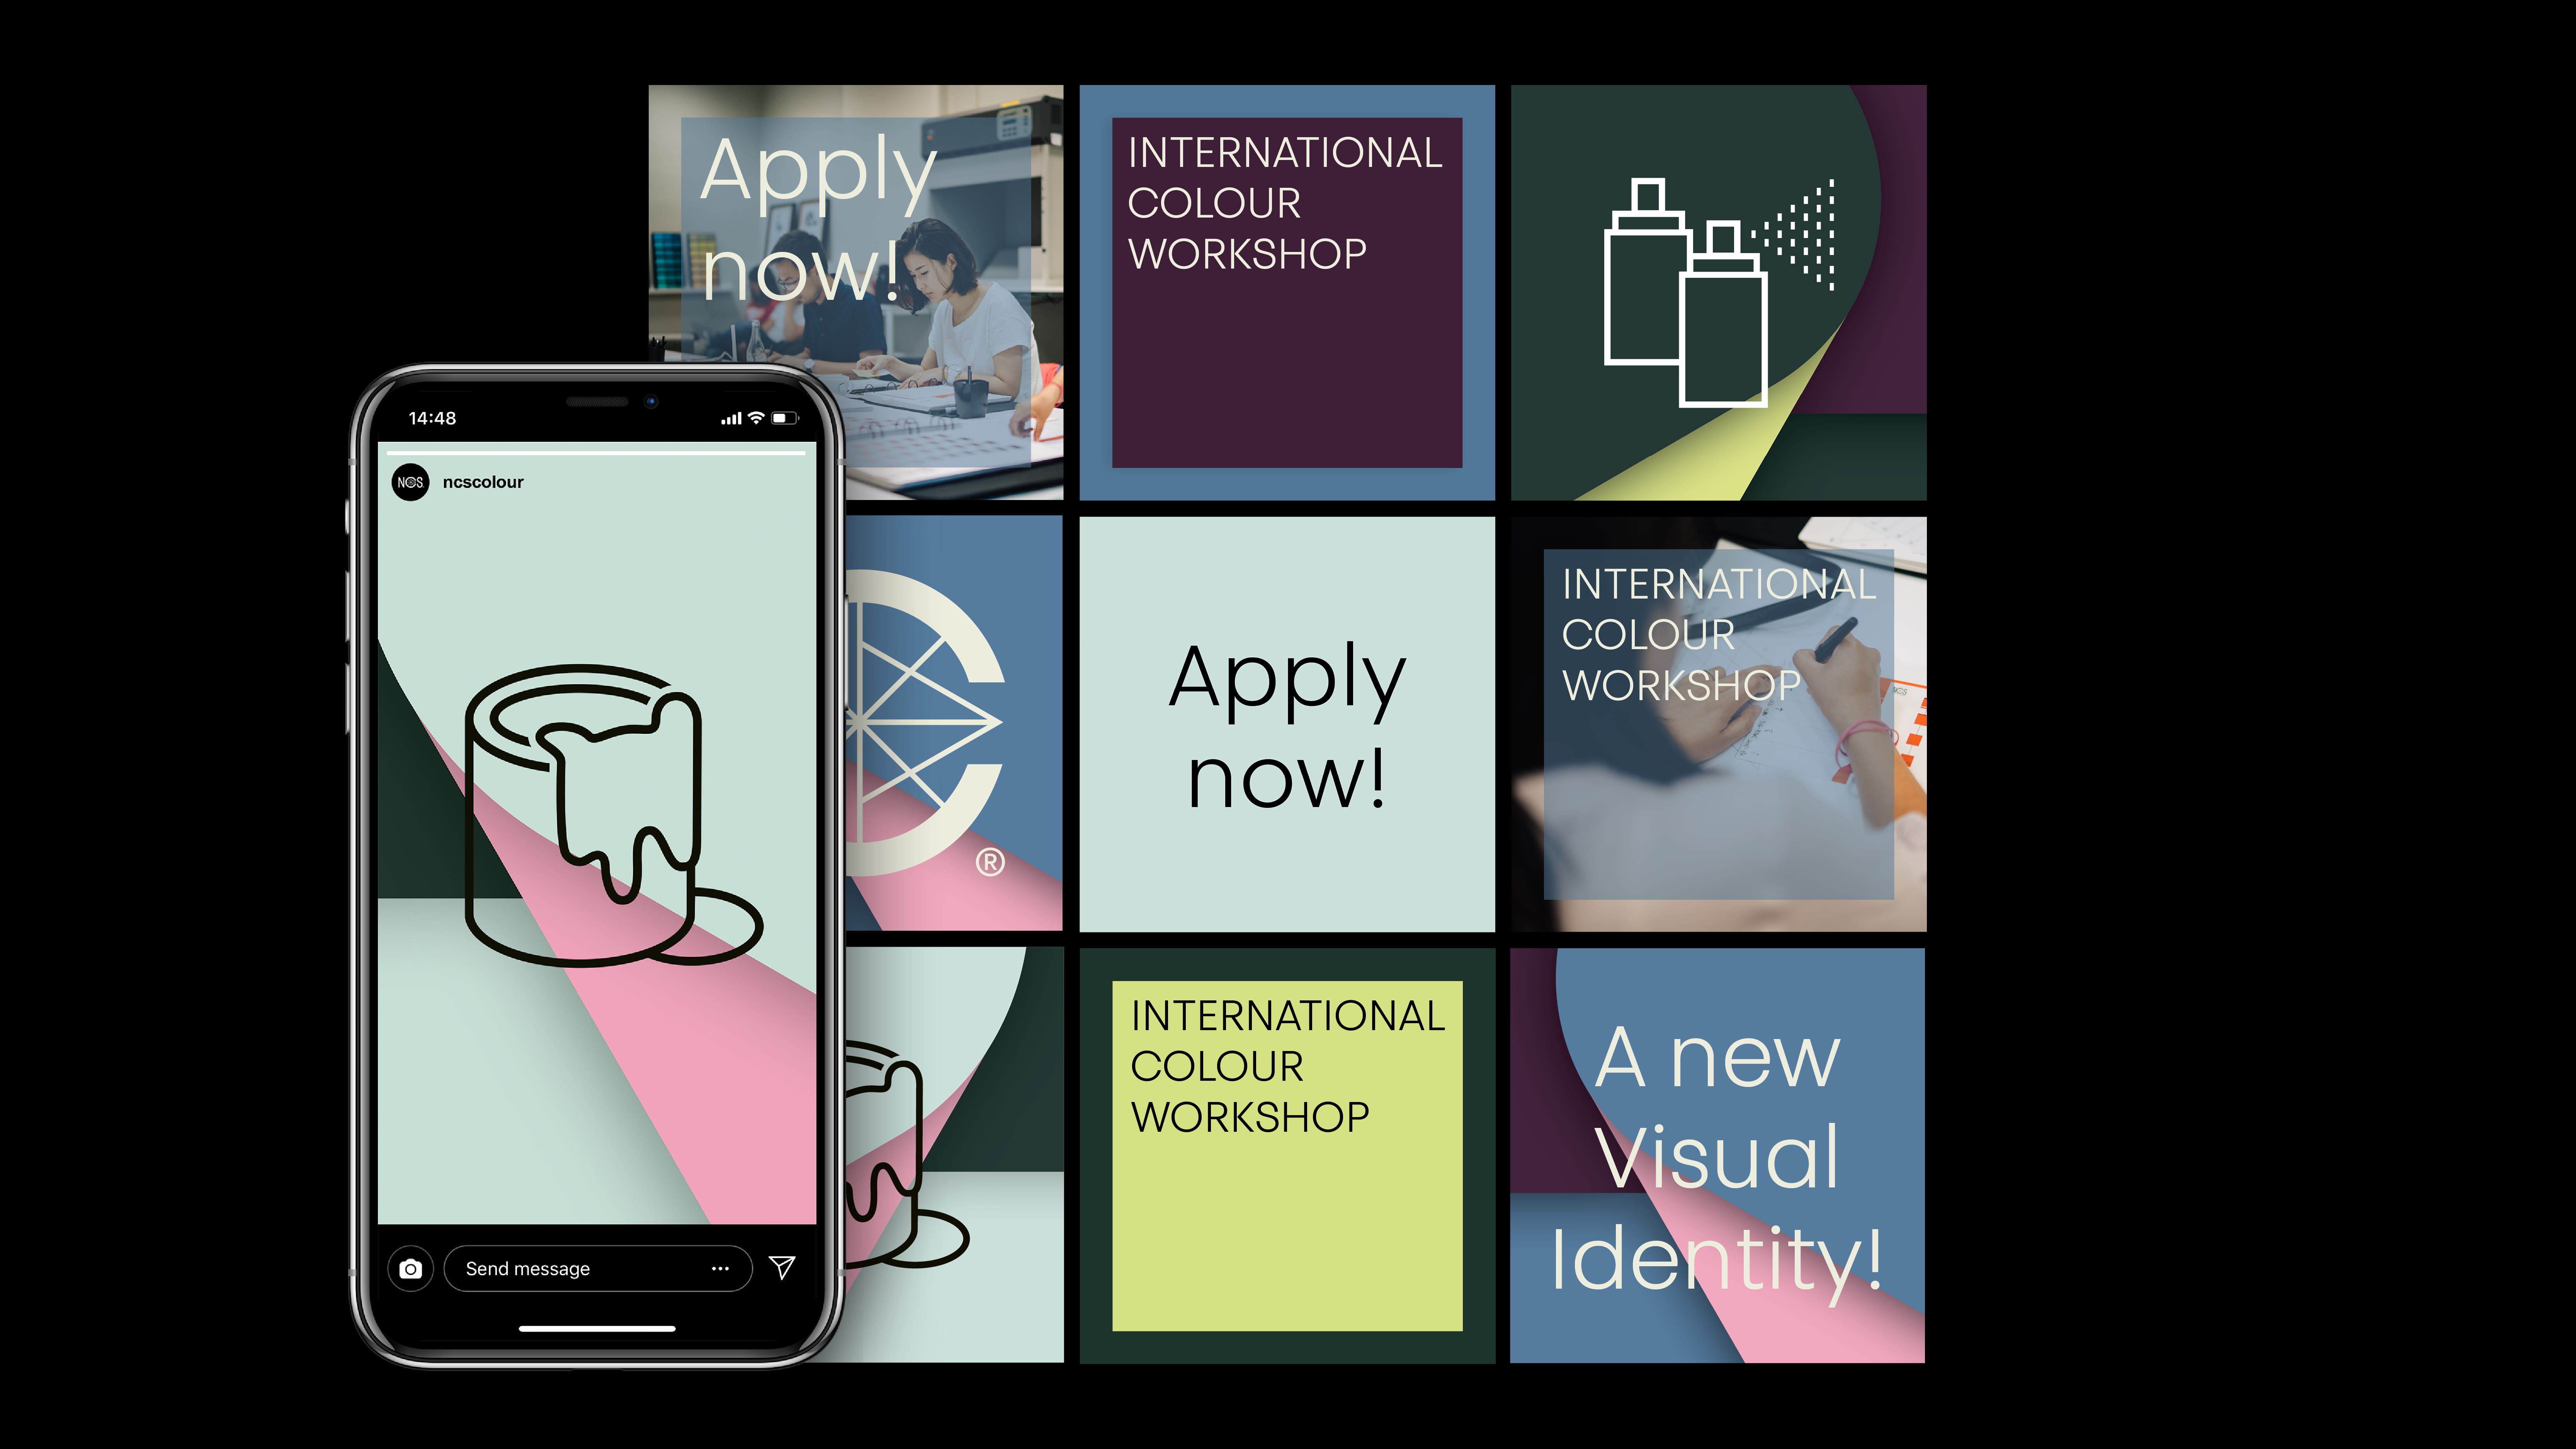 Apply
now!
INTERNATIONAL
COLOUR
WORKSHOP
14:48
NCS
ncscolour
®
Apply
now!
INTERNATIONAL
COLOUR
WORKSHOP
NCS
INTERNATIONAL
COLOUR
WORKSHOP
A new
Visual
Identity!
Send message